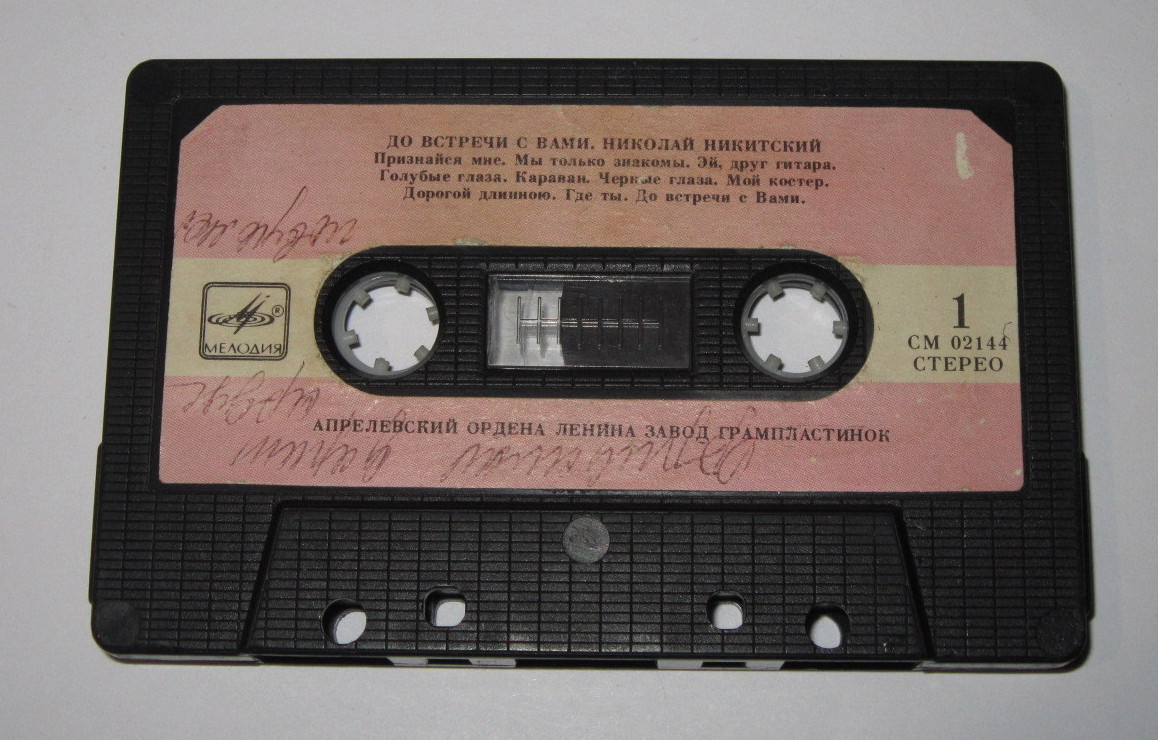 ДО ВСТРЕЧИ С ВАМИ. НИКОЛАЙ НИКИТСКИЙ
Признайся мне. Мы только знакомы. Эй, друг гитара.
Голубые глаза. Караван. Черные глаза. Мой костер.
Дорогой длинною. Где ты. До встречи с Вами.
®
МЕЛОДИЯ
1
СМ 02144
СТЕРЕО
АПРЕЛЕВСКИЙ ОРДЕНА ЛЕНИНА ЗАВОД ГРАМПЛАСТИНОК